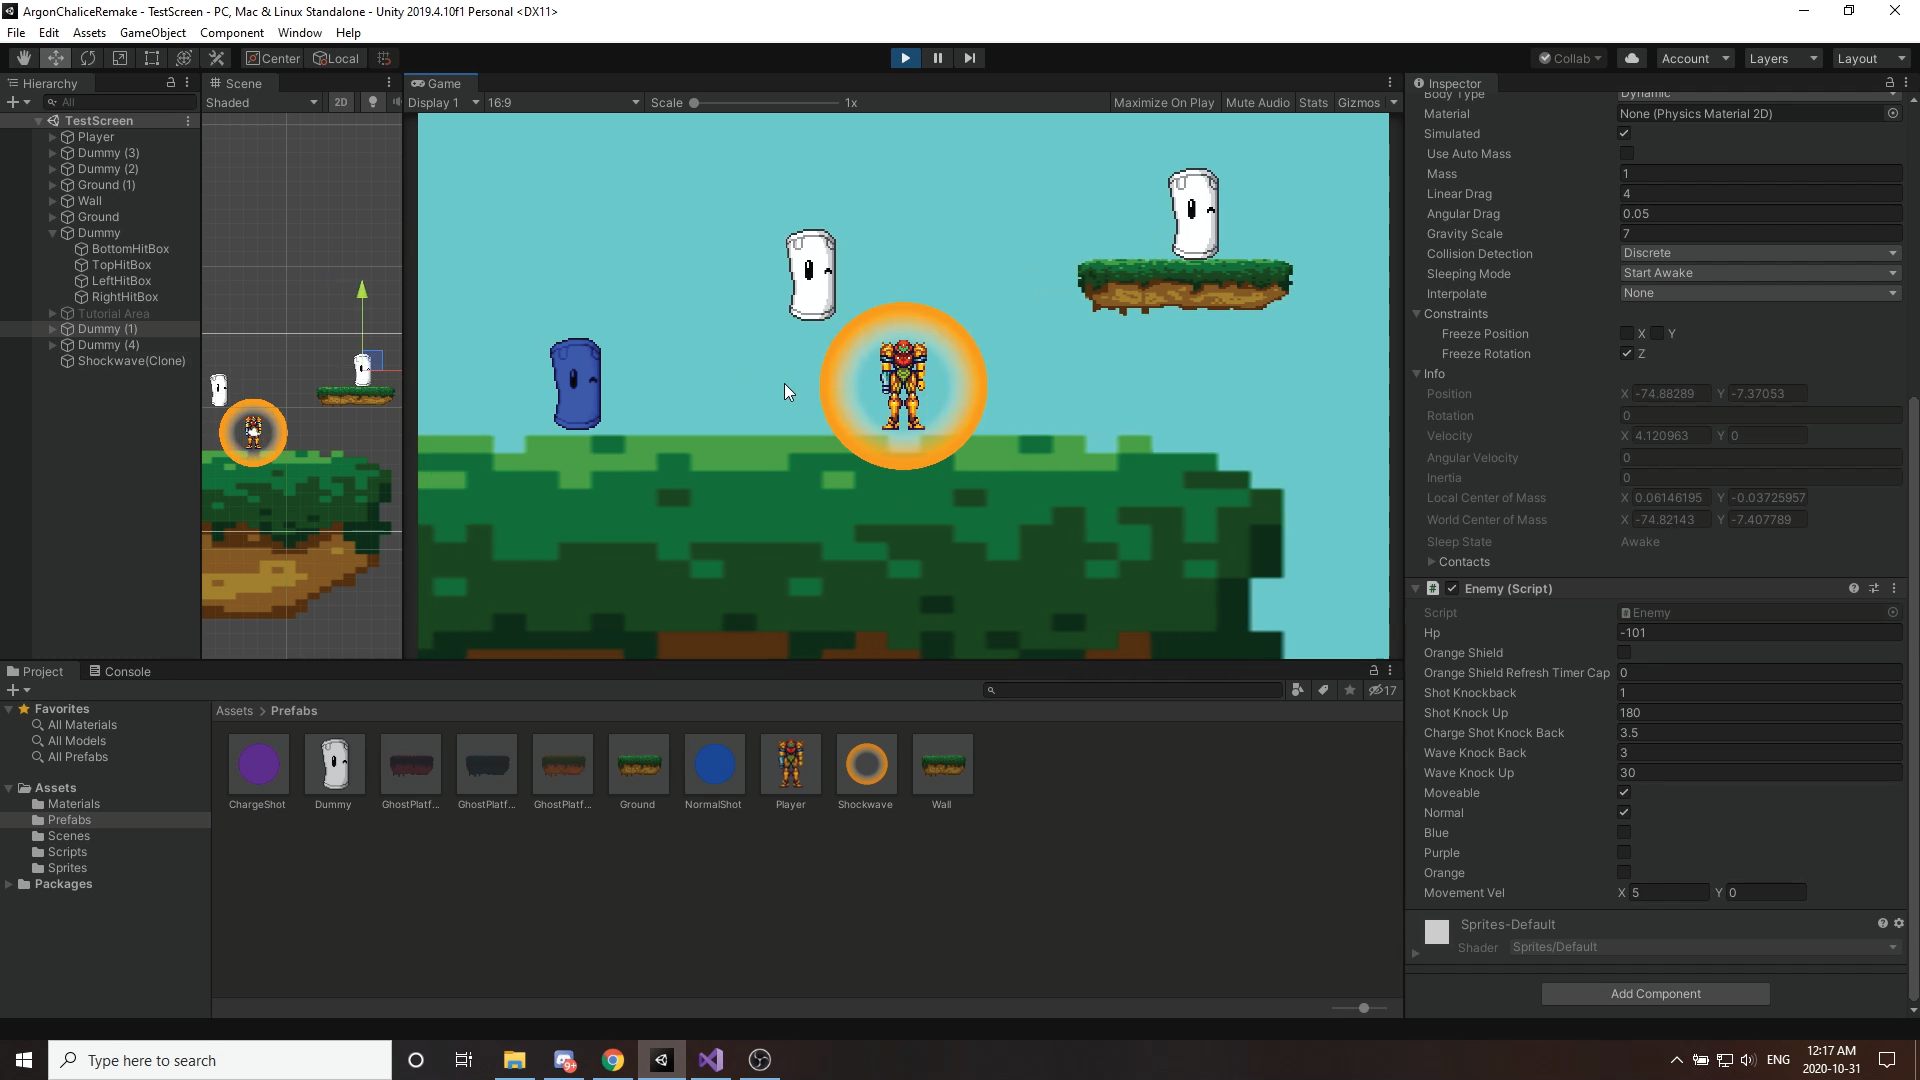 ArgonChaliceRemake - TestScreen - PC, Mac & Linux Standalone - Unity 2019.4.10f1 Personal <DX11>
File Edit Assets GameObject Component Window Help
Center Local Collab Account Layers Layout
Hierarchy
All
TestScreen
Player
Dummy (3)
Dummy (2)
Ground (1)
Wall
Ground
Dummy
BottomHitBox
TopHitBox
LeftHitBox
RightHitBox
Tutorial Area
Dummy (1)
Dummy (4)
Shockwave(Clone)
Scene
Shaded 2D
Game
Display 1 16:9 Scale 1x Maximize On Play Mute Audio Stats Gizmos
Inspector
Body Type Dynamic
Material None (Physics Material 2D)
Simulated
Use Auto Mass
Mass 1
Linear Drag 4
Angular Drag 0.05
Gravity Scale 7
Collision Detection Discrete
Sleeping Mode Start Awake
Interpolate None
Constraints
Freeze Position X Y
Freeze Rotation Z
Info
Position X -74.88289 Y -7.37053
Rotation 0
Velocity X 4.120963 Y 0
Angular Velocity 0
Inertia 0
Local Center of Mass X 0.06146195 Y -0.03725957
World Center of Mass X -74.82143 Y -7.407789
Sleep State Awake
Contacts
# Enemy (Script)
Script Enemy
Hp -101
Orange Shield
Orange Shield Refresh Timer Cap 0
Shot Knockback 1
Shot Knock Up 180
Charge Shot Knock Back 3.5
Wave Knock Back 3
Wave Knock Up 30
Moveable
Normal
Blue
Purple
Orange
Movement Vel X 5 Y 0
Sprites-Default
Shader Sprites/Default
Add Component
Project Console
17
Favorites
All Materials
All Models
All Prefabs
Assets
Materials
Prefabs
Scenes
Scripts
Sprites
Packages
Assets > Prefabs
ChargeShot Dummy GhostPlatf... GhostPlatf... GhostPlatf... Ground NormalShot Player Shockwave Wall
Type here to search
ENG
12:17 AM
2020-10-31